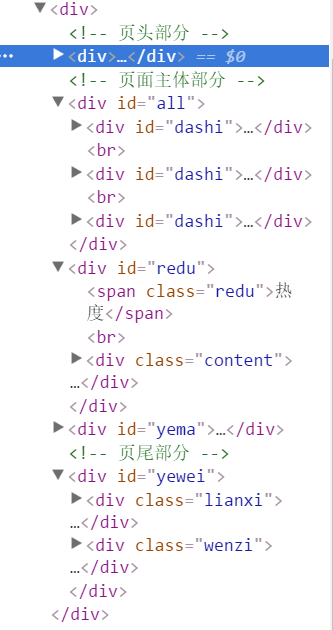 <div>
<!-- 页头部分 -->
<div>…</div> == $0
<!-- 页面主体部分 -->
<div id="all">
<div id="dashi">…</div>
<br>
<div id="dashi">…</div>
<br>
<div id="dashi">…</div>
</div>
<div id="redu">
<span class="redu">热
度</span>
<br>
<div class="content">
…</div>
</div>
<div id="yema">…</div>
<!-- 页尾部分 -->
<div id="yewei">
<div class="lianxi">
…</div>
<div class="wenzi">
…</div>
</div>
</div>